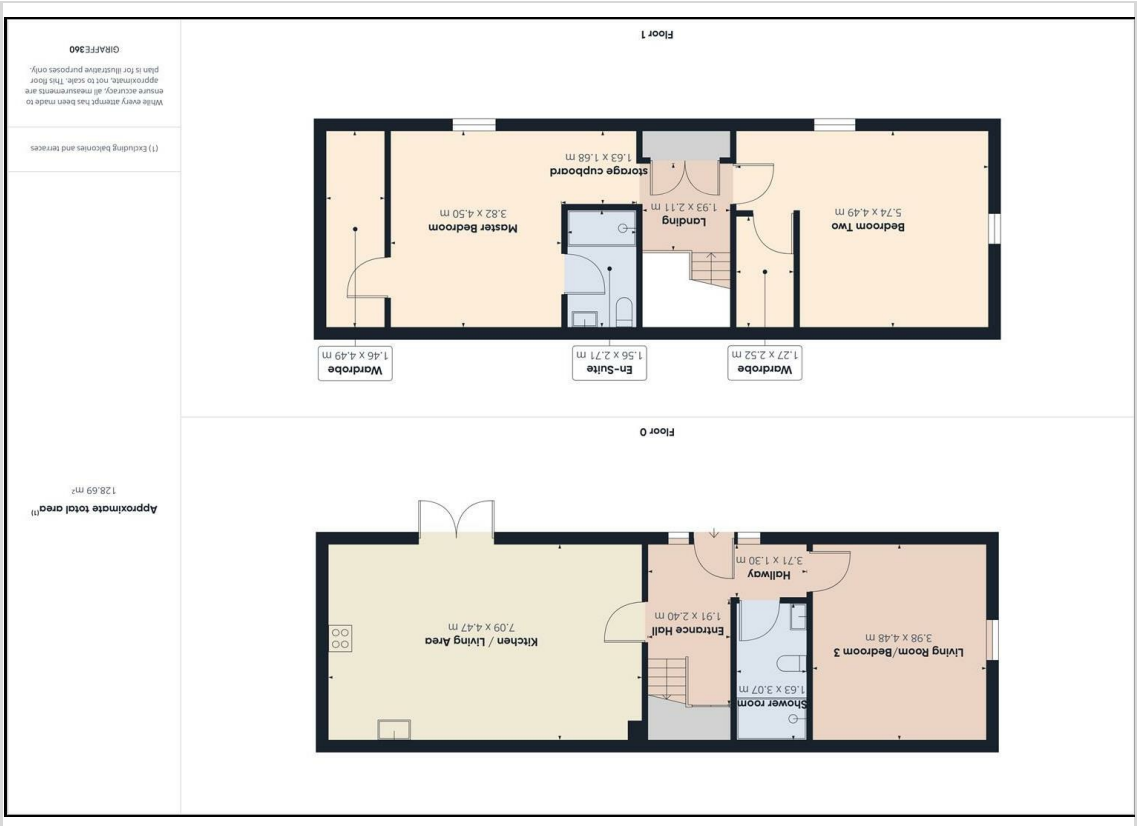 Floor 0
Living Room/Bedroom 3
3.98 x 4.48 m
Shower room
1.63 x 3.07 m
Entrance Hall
1.91 x 2.40 m
Hallway
3.71 x 1.30 m
Kitchen / Living Area
7.09 x 4.47 m
Floor 1
Wardrobe
1.27 x 2.52 m
En-Suite
1.56 x 2.71 m
Wardrobe
1.46 x 4.49 m
Bedroom Two
5.74 x 4.49 m
Landing
1.93 x 2.11 m
Master Bedroom
3.82 x 4.50 m
storage cupboard
1.63 x 1.68 m
Approximate total area(1)
128.69 m²
(1) Excluding balconies and terraces
While every attempt has been made to
ensure accuracy, all measurements are
approximate, not to scale. This floor
plan is for illustrative purposes only.
GIRAFFE360